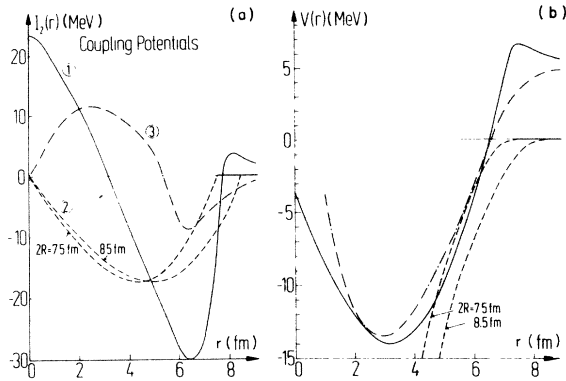 I₂(r)(MeV)
(a)
Coupling Potentials
20
10
0
-10
-20
-30
1
2
3
2R=7.5fm
8.5fm
r (fm)
0
2
4
6
8
V(r)(MeV)
(b)
5
0
-5
-10
-15
2R=7.5fm
8.5fm
r (fm)
0
2
4
6
8